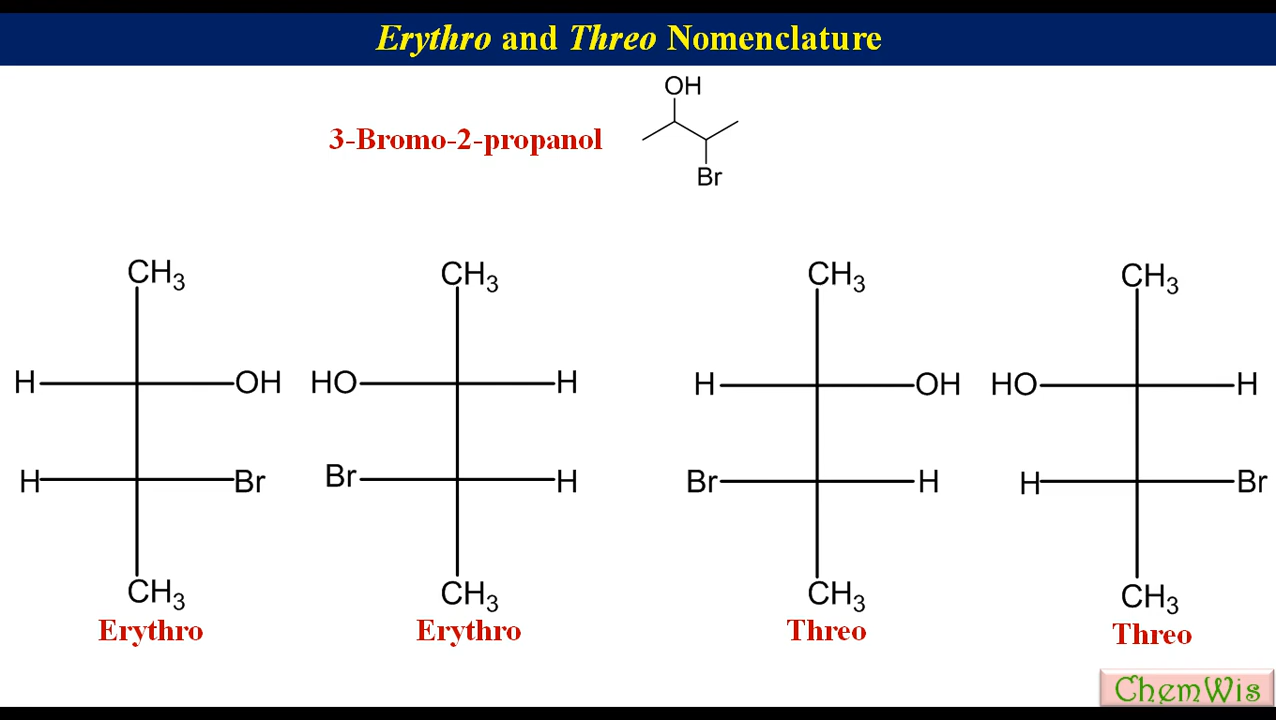 Erythro and Threo Nomenclature
OH
3-Bromo-2-propanol
Br
CH₃ CH₃ CH₃ CH₃
H OH HO H H OH HO H
H Br Br H Br H H Br
CH₃ CH₃ CH₃ CH₃
Erythro Erythro Threo Threo
ChemWis